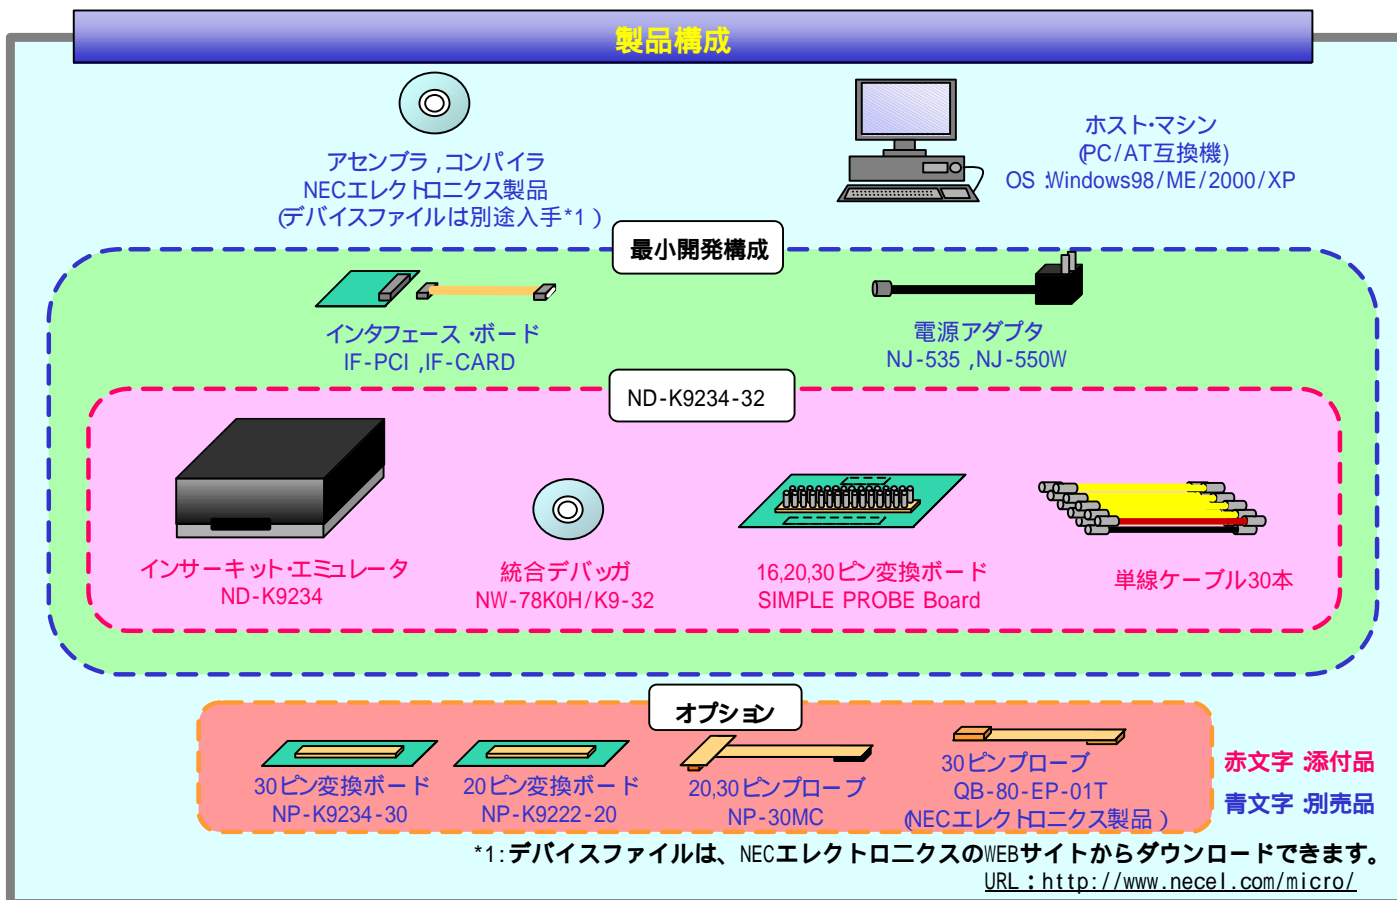 製品構成
アセンブラ,コンパイラ
NECエレクトロニクス製品
(デバイスファイルは別途入手*1)
ホスト・マシン
(PC/AT互換機)
OS:Windows98/ME/2000/XP
最小開発構成
インタフェース・ボード
IF-PCI,IF-CARD
電源アダプタ
NJ-535,NJ-550W
ND-K9234-32
インサーキット・エミュレータ
ND-K9234
統合デバッガ
NW-78K0H/K9-32
16,20,30ピン変換ボード
SIMPLE PROBE Board
単線ケーブル30本
オプション
30ピン変換ボード
NP-K9234-30
20ピン変換ボード
NP-K9222-20
20,30ピンプローブ
NP-30MC
30ピンプローブ
QB-80-EP-01T
(NECエレクトロニクス製品)
赤文字:添付品
青文字:別売品
*1:デバイスファイルは、NECエレクトロニクスのWEBサイトからダウンロードできます。
URL:http://www.necel.com/micro/